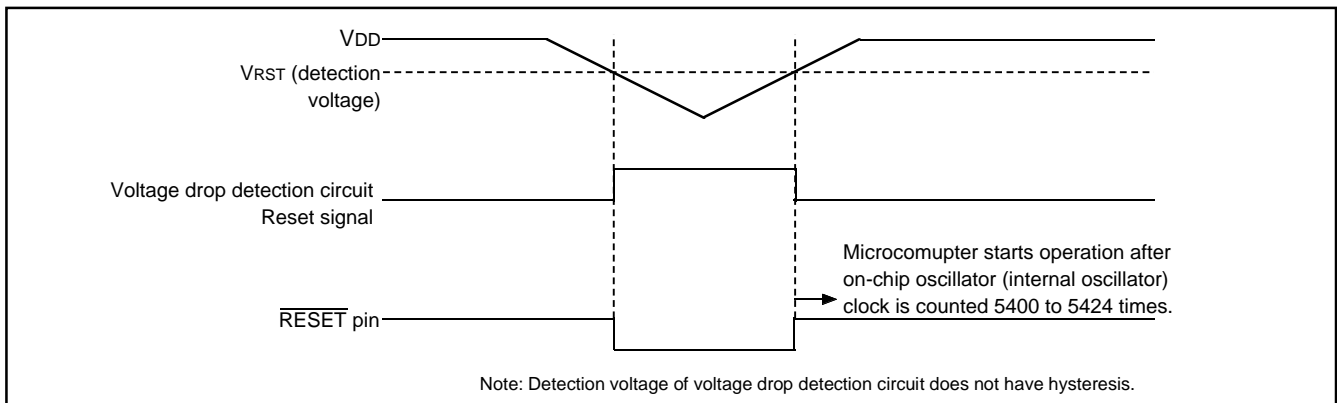 VDD
VRST (detection
voltage)
Voltage drop detection circuit
Reset signal
Microcomupter starts operation after
on-chip oscillator (internal oscillator)
clock is counted 5400 to 5424 times.
RESET pin
Note: Detection voltage of voltage drop detection circuit does not have hysteresis.